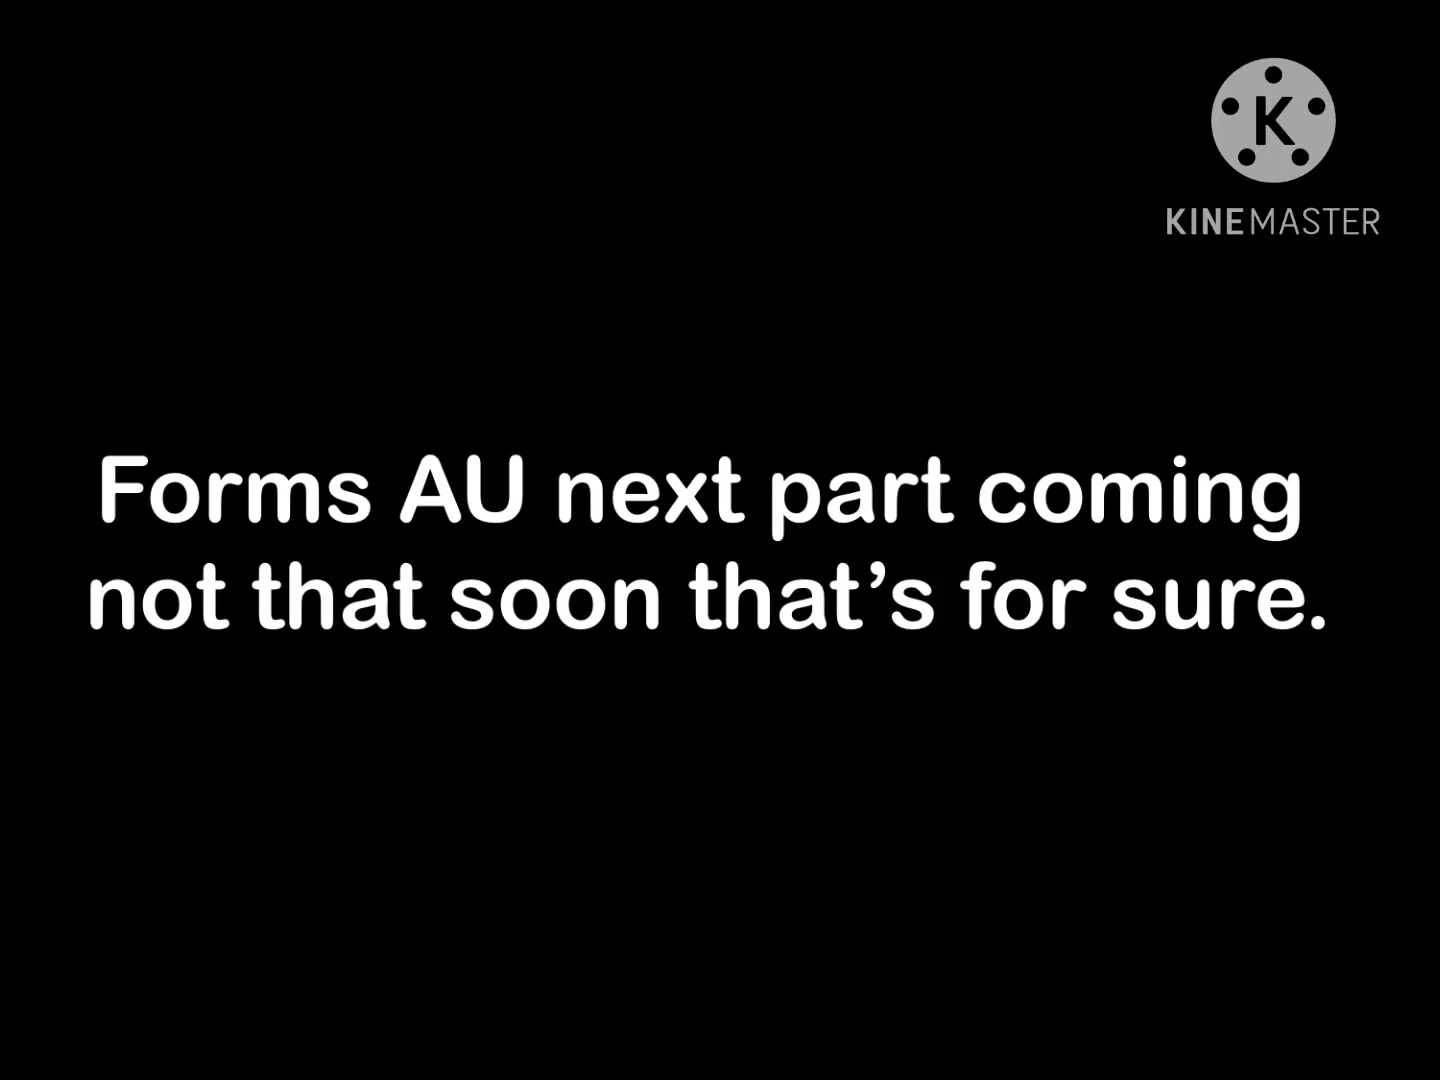 K
KINEMASTER
Forms AU next part coming
not that soon that’s for sure.